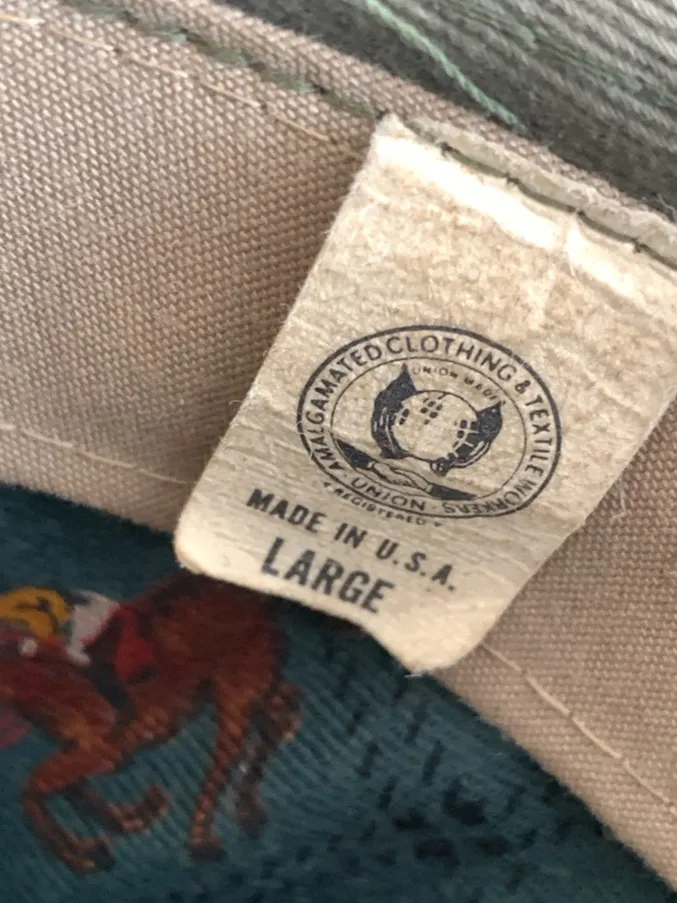 AMALGAMATED CLOTHING & TEXTILE WORKERS UNION
UNION MADE
• REGISTERED •
MADE IN U.S.A.
LARGE